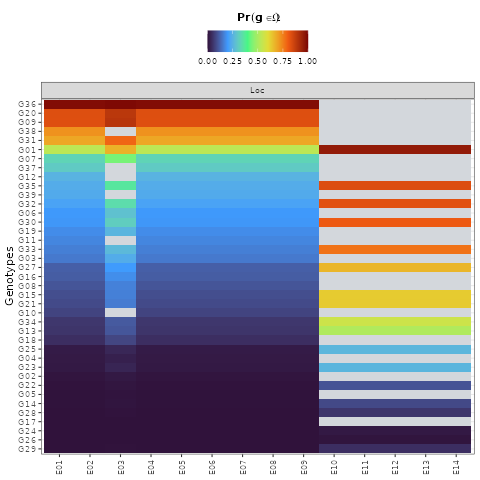 Pr(g ∈Ω
0.00 0.25 0.50 0.75 1.00
Loc
Genotypes
G36
G20
G09
G38
G31
G01
G07
G37
G12
G35
G39
G32
G06
G30
G19
G11
G33
G03
G27
G16
G08
G15
G21
G10
G34
G13
G18
G25
G04
G23
G02
G22
G05
G14
G28
G17
G24
G26
G29
E01 E02 E03 E04 E05 E06 E07 E08 E09 E10 E11 E12 E13 E14